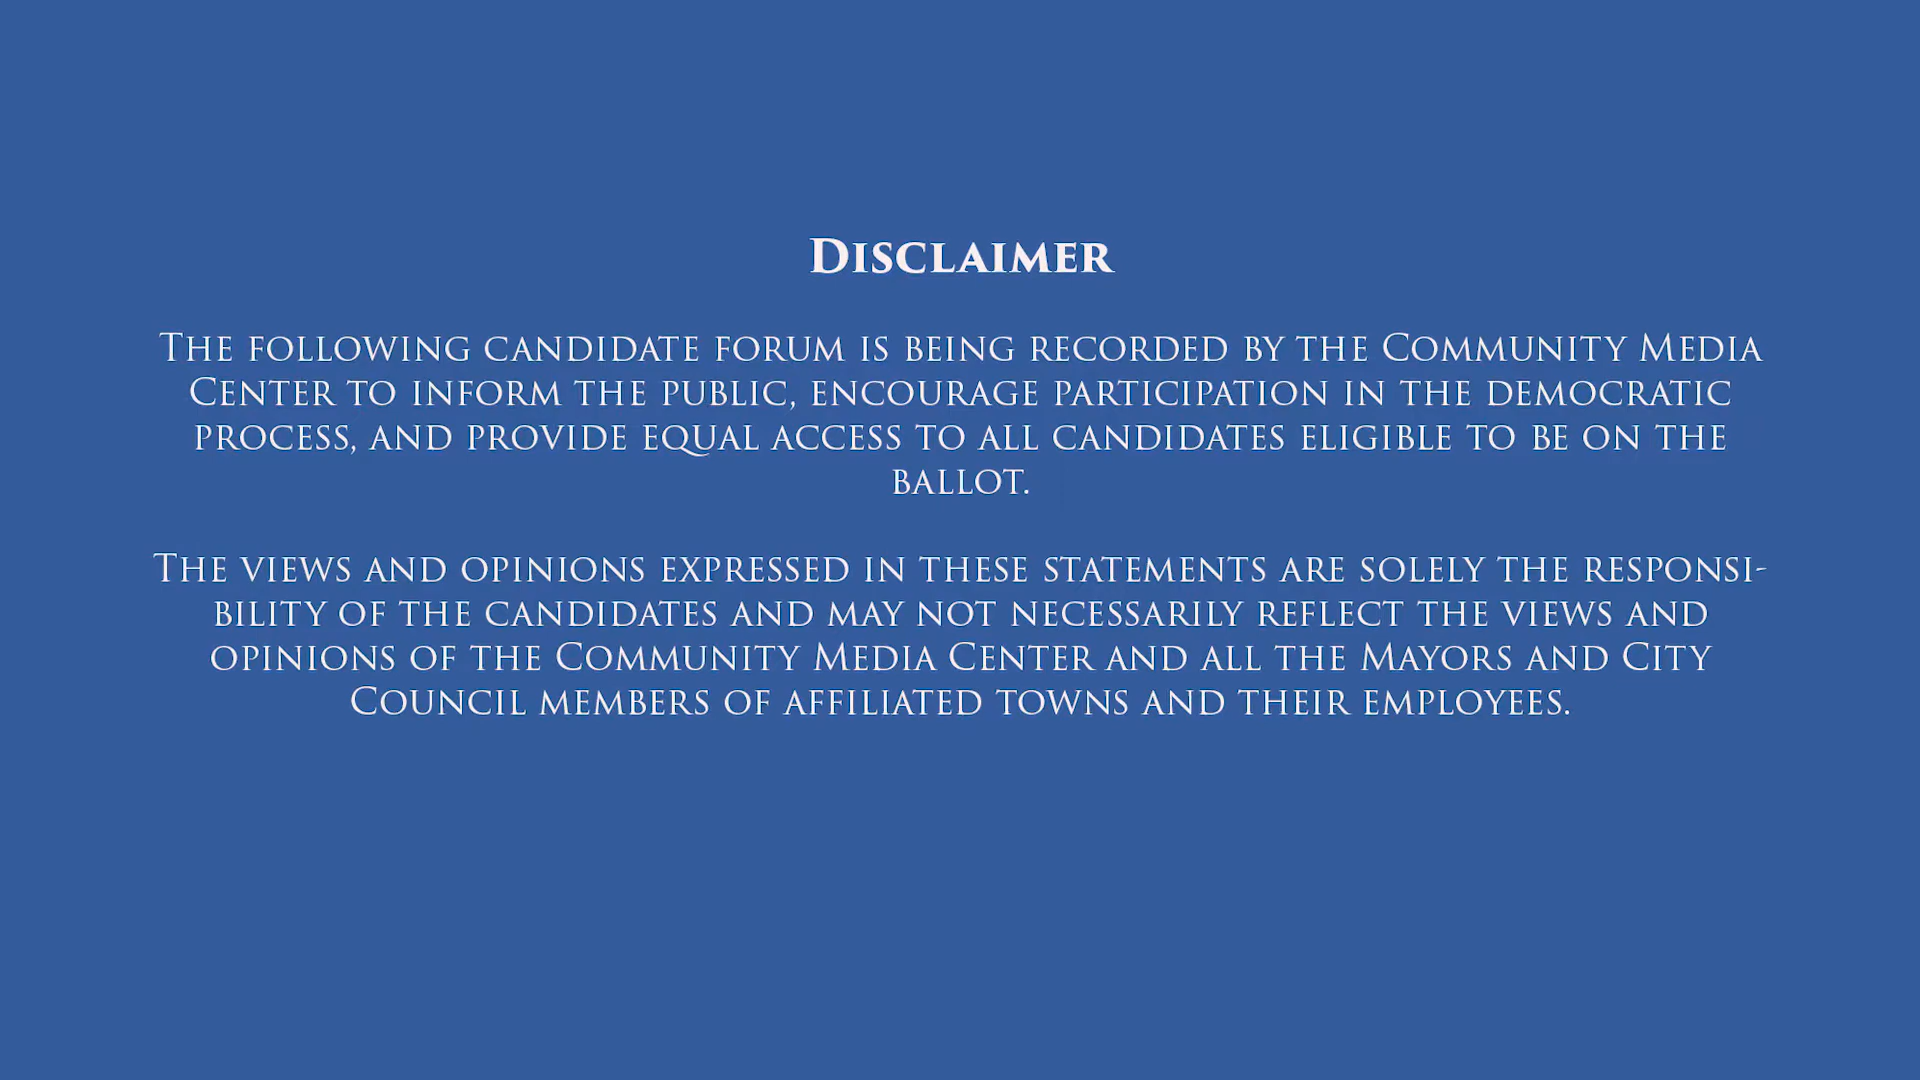 Disclaimer
The following candidate forum is being recorded by the Community Media
Center to inform the public, encourage participation in the democratic
process, and provide equal access to all candidates eligible to be on the
ballot.
The views and opinions expressed in these statements are solely the responsi-
bility of the candidates and may not necessarily reflect the views and
opinions of the Community Media Center and all the Mayors and City
Council members of affiliated towns and their employees.